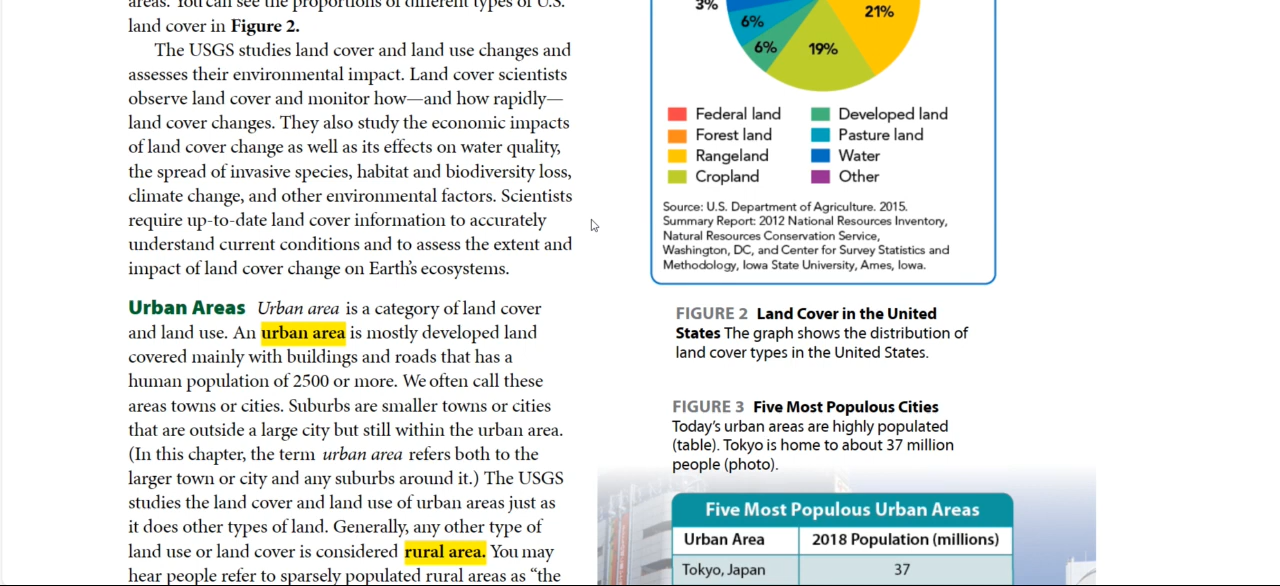 areas. You can see the proportions of different types of U.S.
land cover in Figure 2.
The USGS studies land cover and land use changes and
assesses their environmental impact. Land cover scientists
observe land cover and monitor how—and how rapidly—
land cover changes. They also study the economic impacts
of land cover change as well as its effects on water quality,
the spread of invasive species, habitat and biodiversity loss,
climate change, and other environmental factors. Scientists
require up-to-date land cover information to accurately
understand current conditions and to assess the extent and
impact of land cover change on Earth's ecosystems.
Urban Areas Urban area is a category of land cover
and land use. An urban area is mostly developed land
covered mainly with buildings and roads that has a
human population of 2500 or more. We often call these
areas towns or cities. Suburbs are smaller towns or cities
that are outside a large city but still within the urban area.
(In this chapter, the term urban area refers both to the
larger town or city and any suburbs around it.) The USGS
studies the land cover and land use of urban areas just as
it does other types of land. Generally, any other type of
land use or land cover is considered rural area. You may
hear people refer to sparsely populated rural areas as “the
3%
6%
6%
19%
21%
Federal land
Forest land
Rangeland
Cropland
Developed land
Pasture land
Water
Other
Source: U.S. Department of Agriculture. 2015.
Summary Report: 2012 National Resources Inventory,
Natural Resources Conservation Service,
Washington, DC, and Center for Survey Statistics and
Methodology, Iowa State University, Ames, Iowa.
FIGURE 2 Land Cover in the United
States The graph shows the distribution of
land cover types in the United States.
FIGURE 3 Five Most Populous Cities
Today's urban areas are highly populated
(table). Tokyo is home to about 37 million
people (photo).
Five Most Populous Urban Areas
Urban Area 2018 Population (millions)
Tokyo, Japan 37